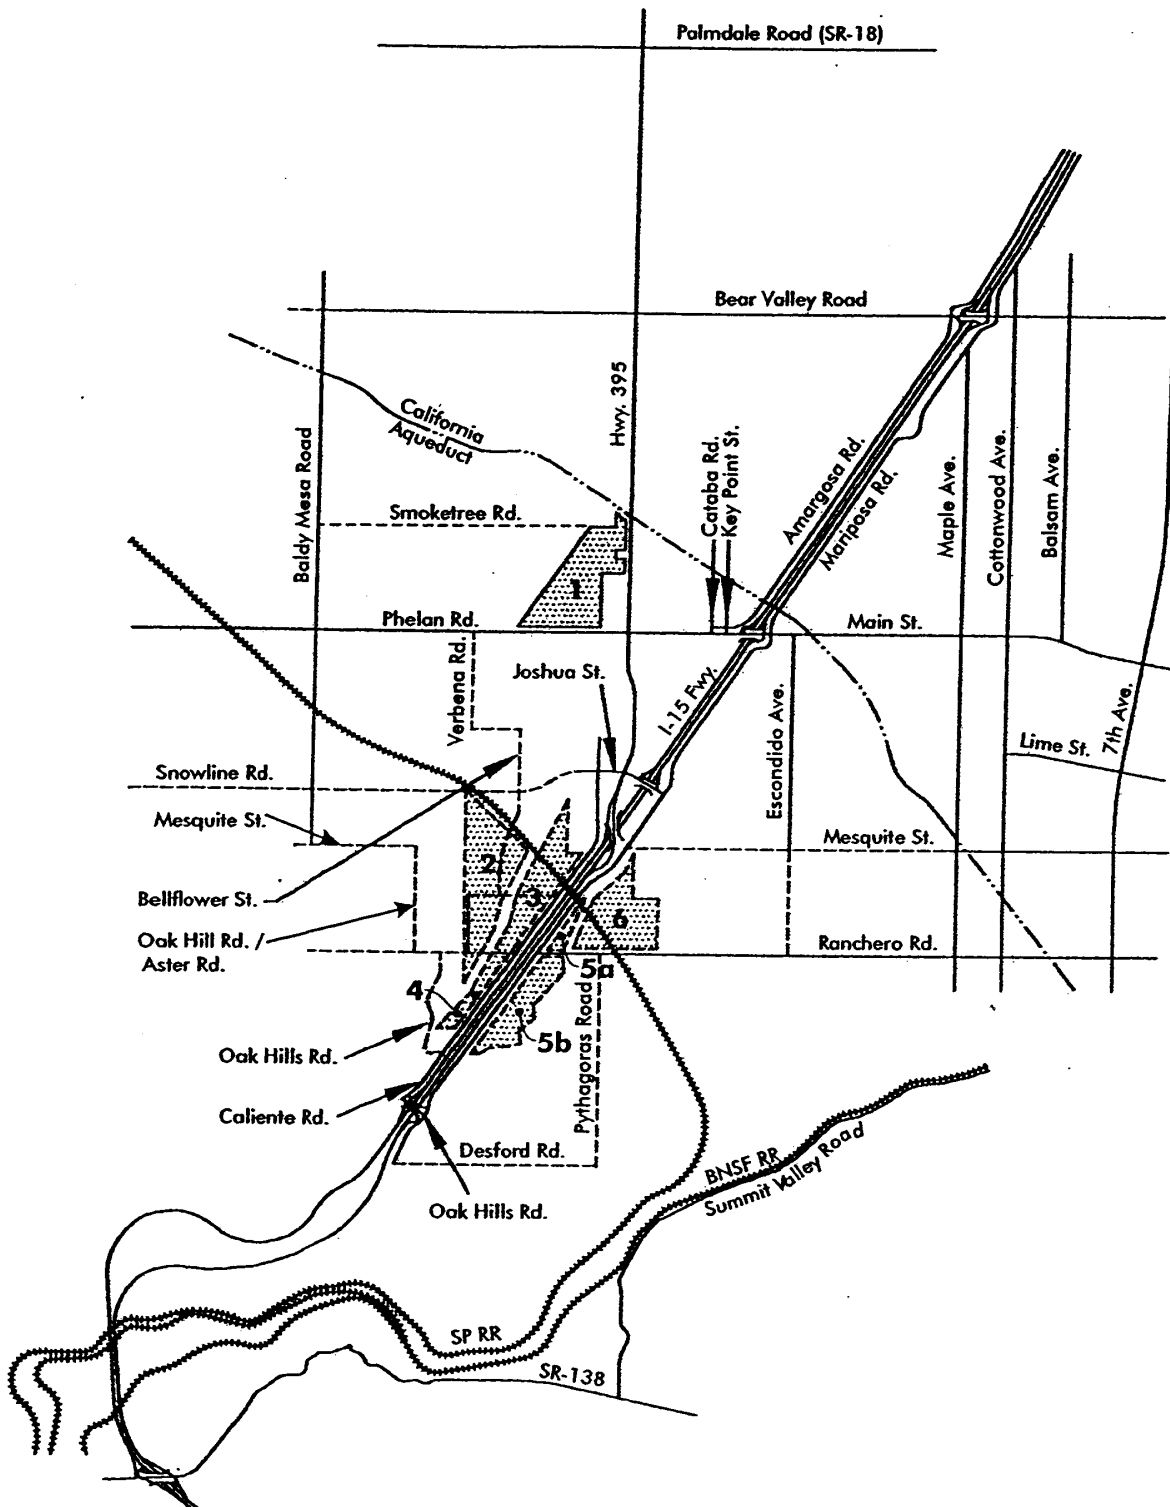 Palmdale Road (SR-18)
Bear Valley Road
Hwy. 395
California
Aqueduct
Baldy Mesa Road
Smoketree Rd.
Cataba Rd.
Key Point St.
Amargosa Rd.
Mariposa Rd.
Maple Ave.
Cottonwood Ave.
Balsam Ave.
1
Phelan Rd.
Main St.
Verbena Rd.
Joshua St.
I-15 Fwy.
Escondido Ave.
7th Ave.
Lime St.
Snowline Rd.
Mesquite St.
Mesquite St.
2
Bellflower St.
3
6
Oak Hill Rd. /
Aster Rd.
Ranchero Rd.
5a
4
Pythagoras Road
Oak Hills Rd.
5b
Caliente Rd.
Desford Rd.
BNSF RR
Summit Valley Road
Oak Hills Rd.
SP RR
SR-138